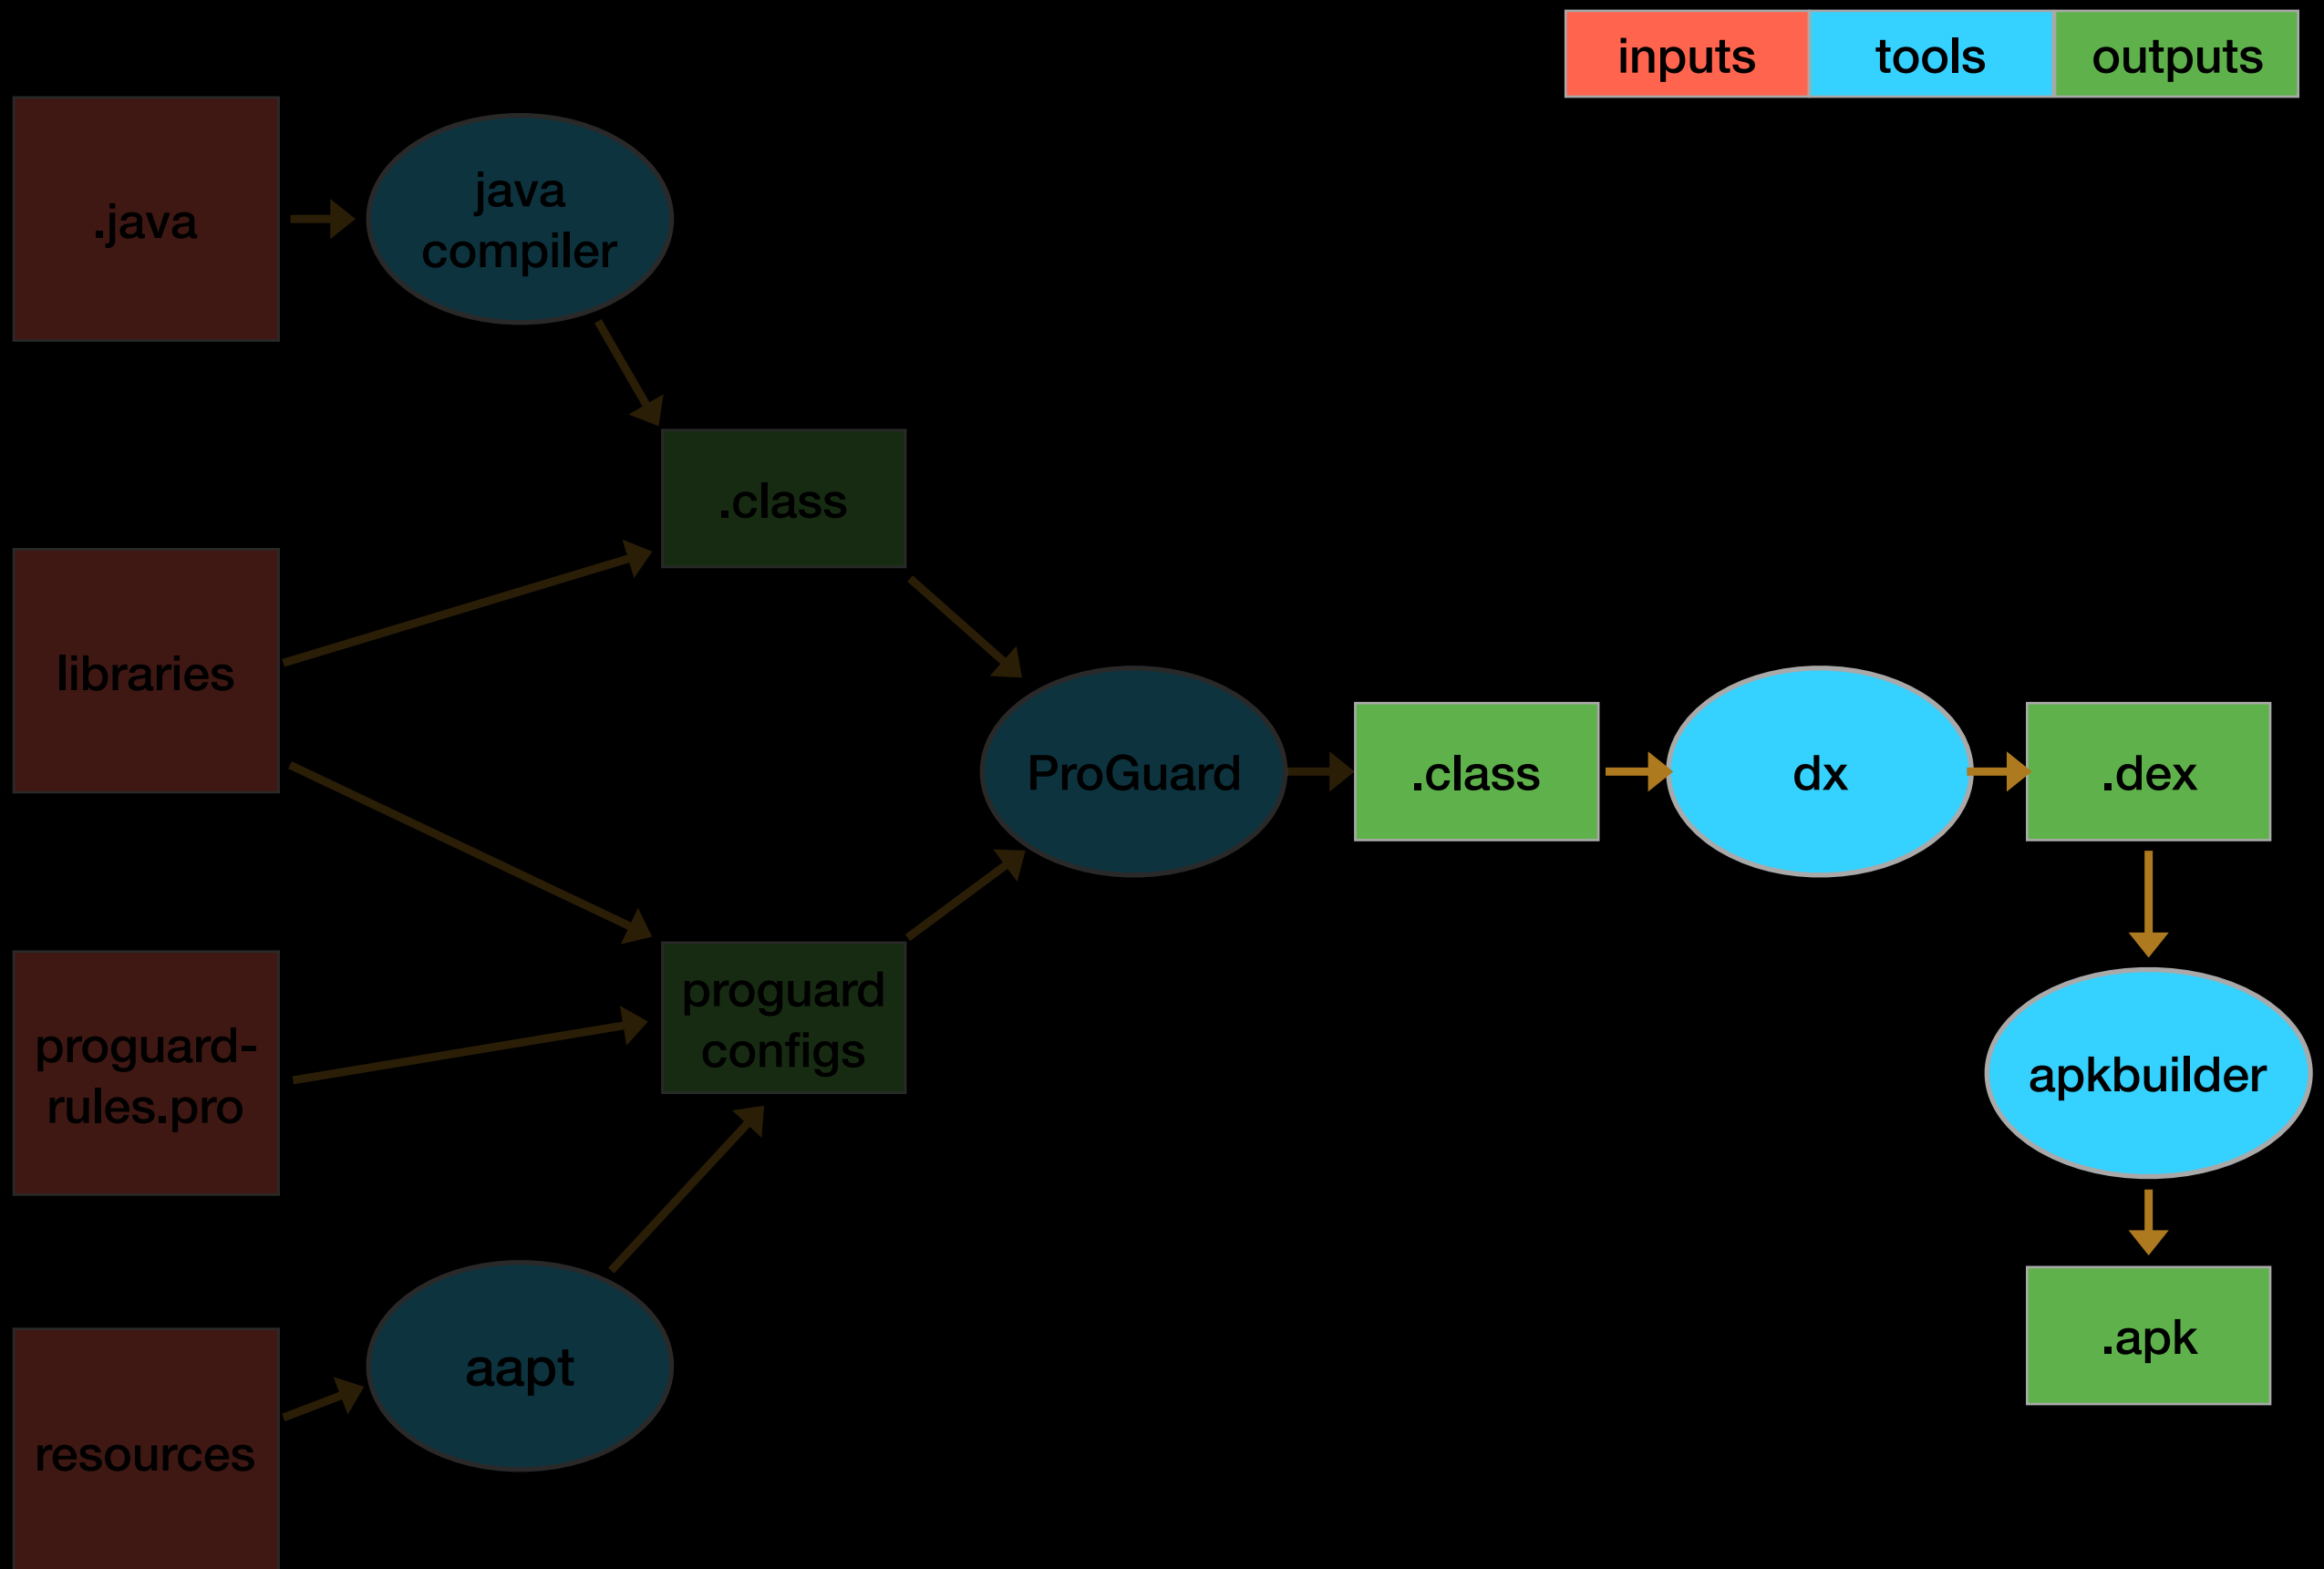 inputs
tools
outputs
.java
java
compiler
.class
libraries
ProGuard
.class
dx
.dex
proguard
configs
proguard-
rules.pro
apkbuilder
aapt
.apk
resources